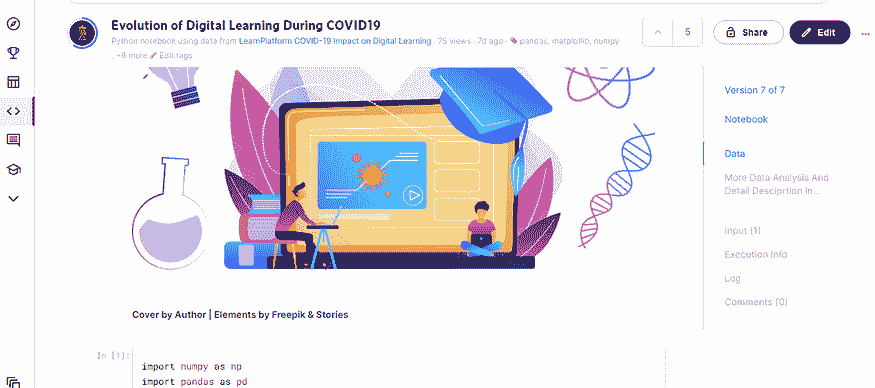 Evolution of Digital Learning During COVID19
Python notebook using data from LearnPlatform COVID-19 Impact on Digital Learning · 75 views · 7d ago · pandas, matplotlib, numpy
, +6 more Edit tags
5
Share
Edit
...
Version 7 of 7
Notebook
Data
More Data Analysis And
Detail Desciprtion In...
Input (1)
Execution Info
Log
Comments (0)
Cover by Author | Elements by Freepik & Stories
In [1]:
import numpy as np
import pandas as pd